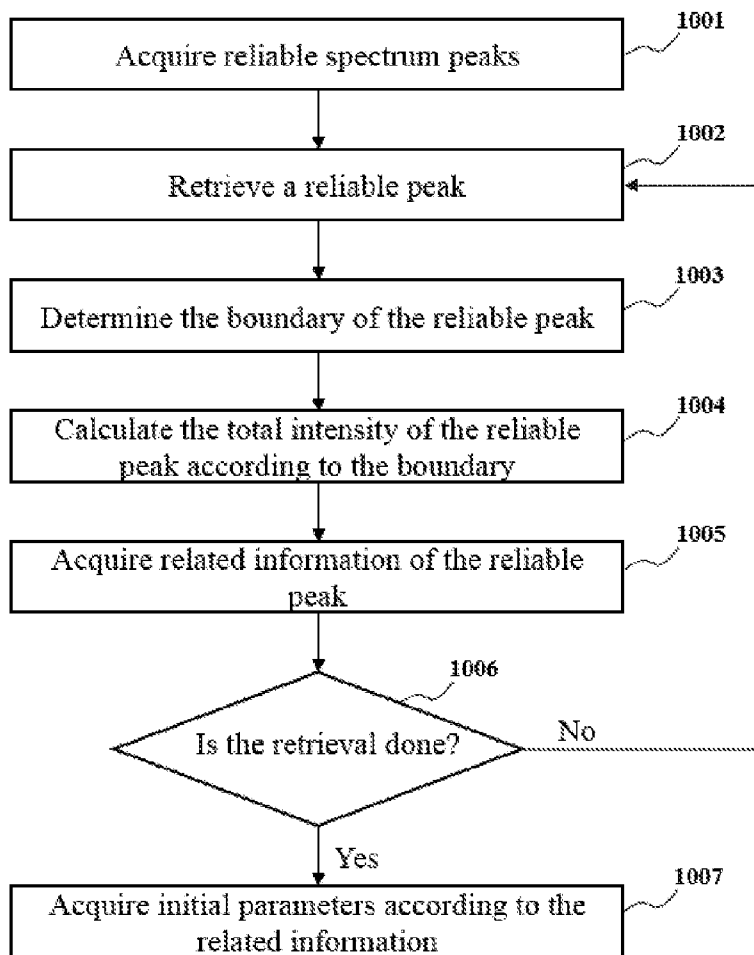 1001
Acquire reliable spectrum peaks
1002
Retrieve a reliable peak
1003
Determine the boundary of the reliable peak
1004
Calculate the total intensity of the reliable
peak according to the boundary
1005
Acquire related information of the reliable
peak
1006
Is the retrieval done?
No
Yes
1007
Acquire initial parameters according to the
related information